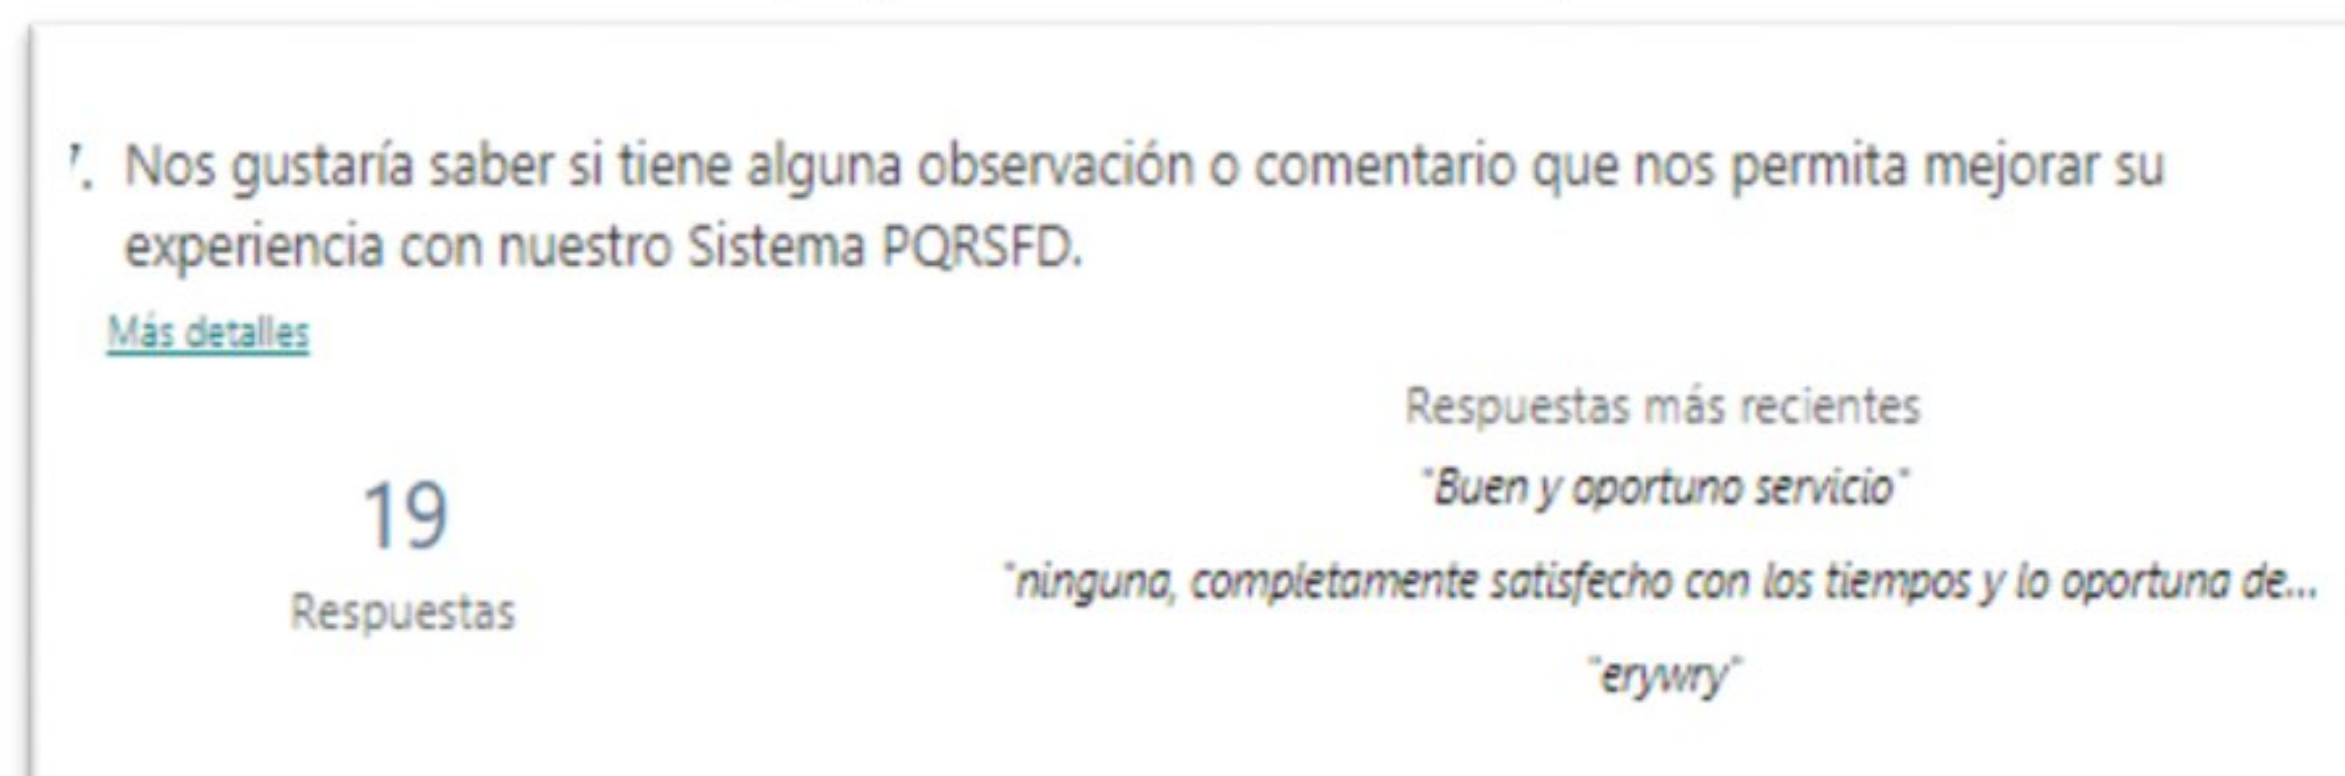 7. Nos gustaría saber si tiene alguna observación o comentario que nos permita mejorar su
experiencia con nuestro Sistema PQRSFD.
Más detalles
Respuestas más recientes
"Buen y oportuno servicio"
19
Respuestas
"ninguna, completamente satisfecho con los tiempos y lo oportuna de...
"erywry"